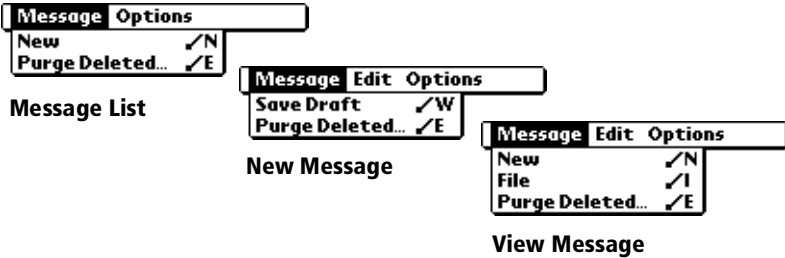 Message Options
New ✓N
Purge Deleted... ✓E
Message List
Message Edit Options
Save Draft ✓W
Purge Deleted... ✓E
New Message
Message Edit Options
New ✓N
File ✓I
Purge Deleted... ✓E
View Message